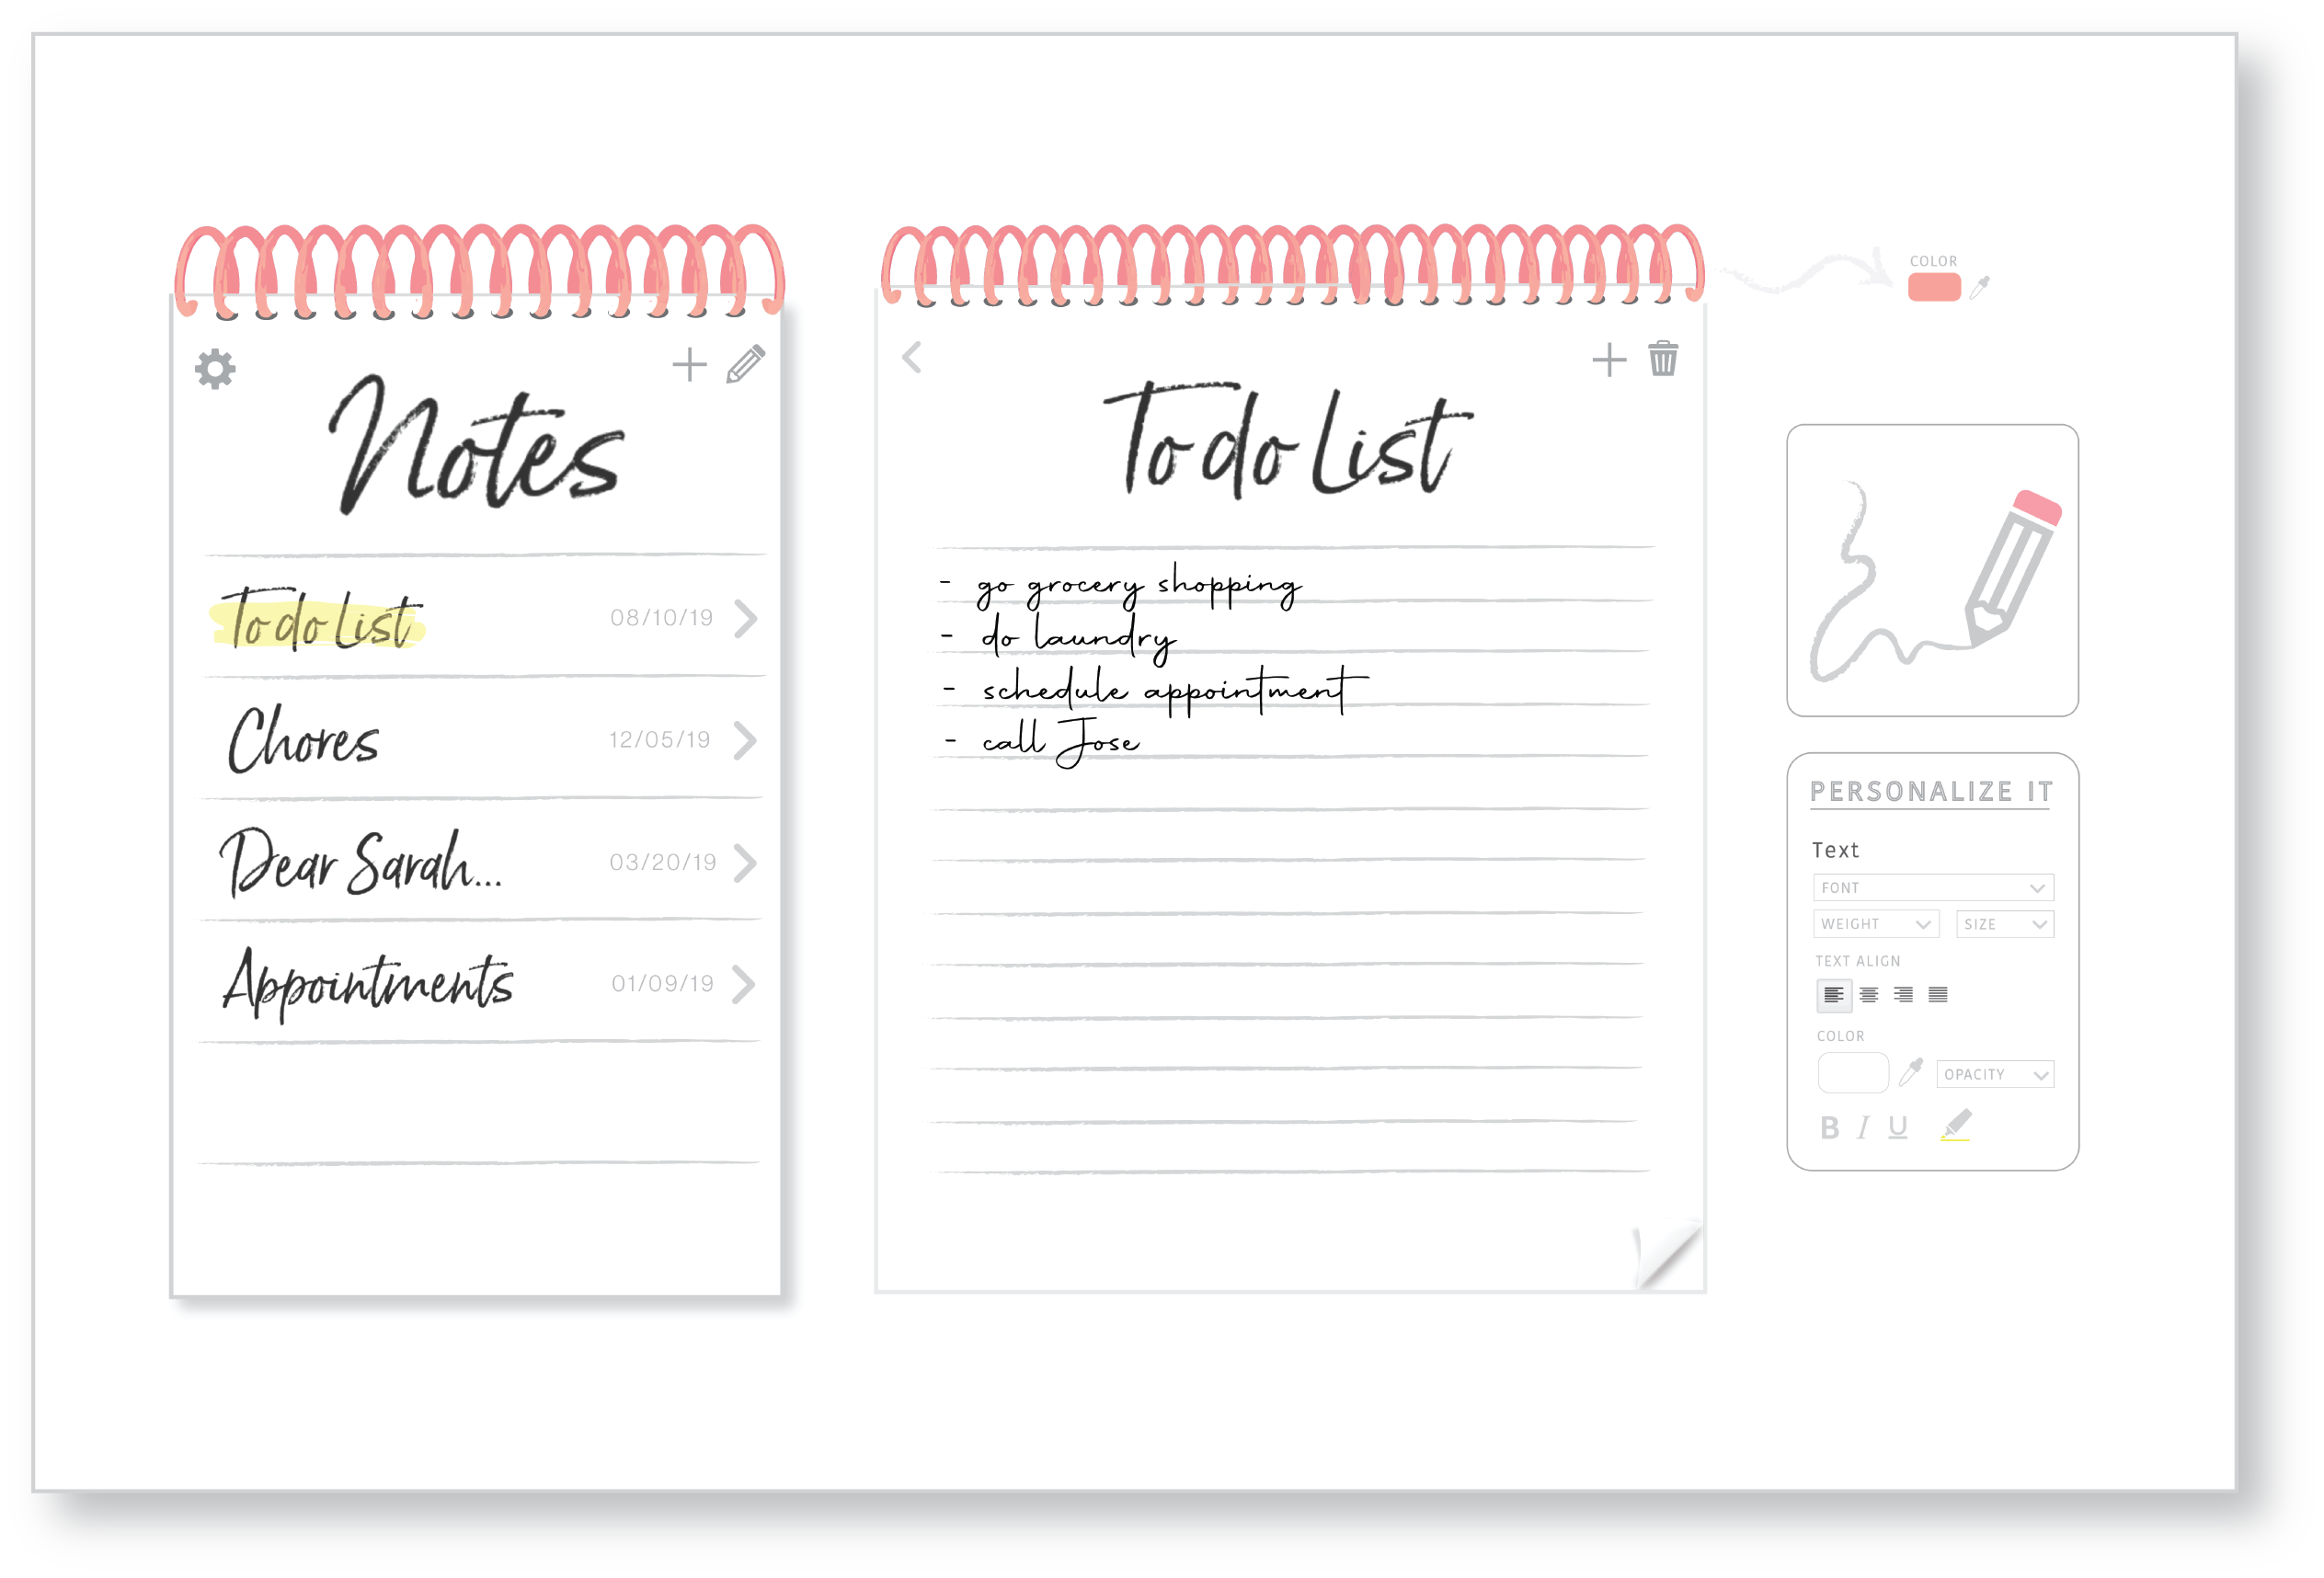 Notes
To do List 08/10/19
Chores 12/05/19
Dear Sarah... 03/20/19
Appointments 01/09/19
To do List
- go grocery shopping
- do laundry
- schedule appointment
- call Jose
COLOR
PERSONALIZE IT
Text
FONT
WEIGHT SIZE
TEXT ALIGN
COLOR
OPACITY
B I U